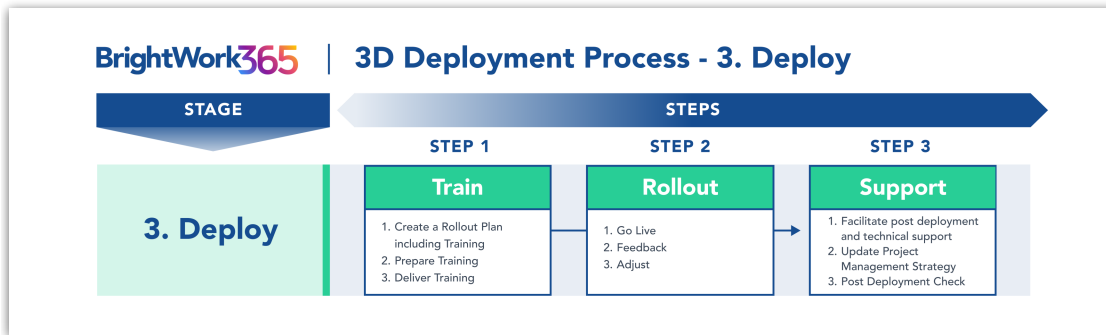 BrightWork365
3D Deployment Process - 3. Deploy
STAGE
STEPS
STEP 1
STEP 2
STEP 3
3. Deploy
Train
1. Create a Rollout Plan
including Training
2. Prepare Training
3. Deliver Training
Rollout
1. Go Live
2. Feedback
3. Adjust
Support
1. Facilitate post deployment
and technical support
2. Update Project
Management Strategy
3. Post Deployment Check